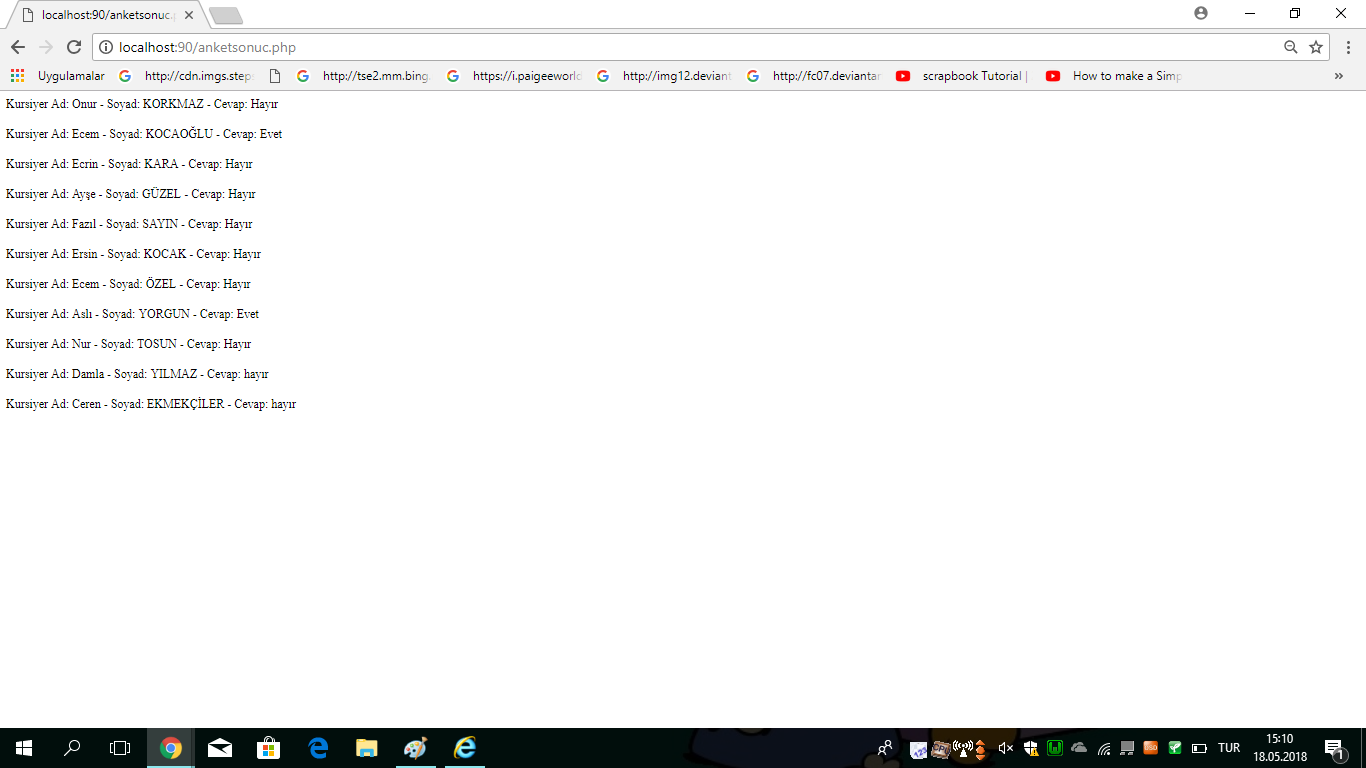 localhost:90/anketsonuc.p
localhost:90/anketsonuc.php
Uygulamalar http://cdn.imgs.steps http://tse2.mm.bing. https://i.paigeeworld http://img12.deviant http://fc07.deviantar scrapbook Tutorial | How to make a Simp »
Kursiyer Ad: Onur - Soyad: KORKMAZ - Cevap: Hayır
Kursiyer Ad: Ecem - Soyad: KOCAOĞLU - Cevap: Evet
Kursiyer Ad: Ecrin - Soyad: KARA - Cevap: Hayır
Kursiyer Ad: Ayşe - Soyad: GÜZEL - Cevap: Hayır
Kursiyer Ad: Fazıl - Soyad: SAYIN - Cevap: Hayır
Kursiyer Ad: Ersin - Soyad: KOCAK - Cevap: Hayır
Kursiyer Ad: Ecem - Soyad: ÖZEL - Cevap: Hayır
Kursiyer Ad: Aslı - Soyad: YORGUN - Cevap: Evet
Kursiyer Ad: Nur - Soyad: TOSUN - Cevap: Hayır
Kursiyer Ad: Damla - Soyad: YILMAZ - Cevap: hayır
Kursiyer Ad: Ceren - Soyad: EKMEKÇİLER - Cevap: hayır
TUR
15:10
18.05.2018
1